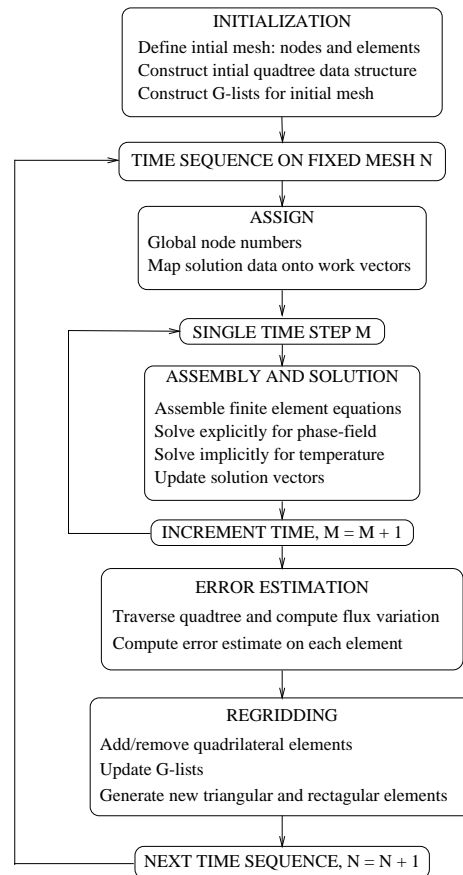 INITIALIZATION
Define intial mesh: nodes and elements
Construct intial quadtree data structure
Construct G-lists for initial mesh
TIME SEQUENCE ON FIXED MESH N
ASSIGN
Global node numbers
Map solution data onto work vectors
SINGLE TIME STEP M
ASSEMBLY AND SOLUTION
Assemble finite element equations
Solve explicitly for phase-field
Solve implicitly for temperature
Update solution vectors
INCREMENT TIME, M = M + 1
ERROR ESTIMATION
Traverse quadtree and compute flux variation
Compute error estimate on each element
REGRIDDING
Add/remove quadrilateral elements
Update G-lists
Generate new triangular and rectagular elements
NEXT TIME SEQUENCE, N = N + 1